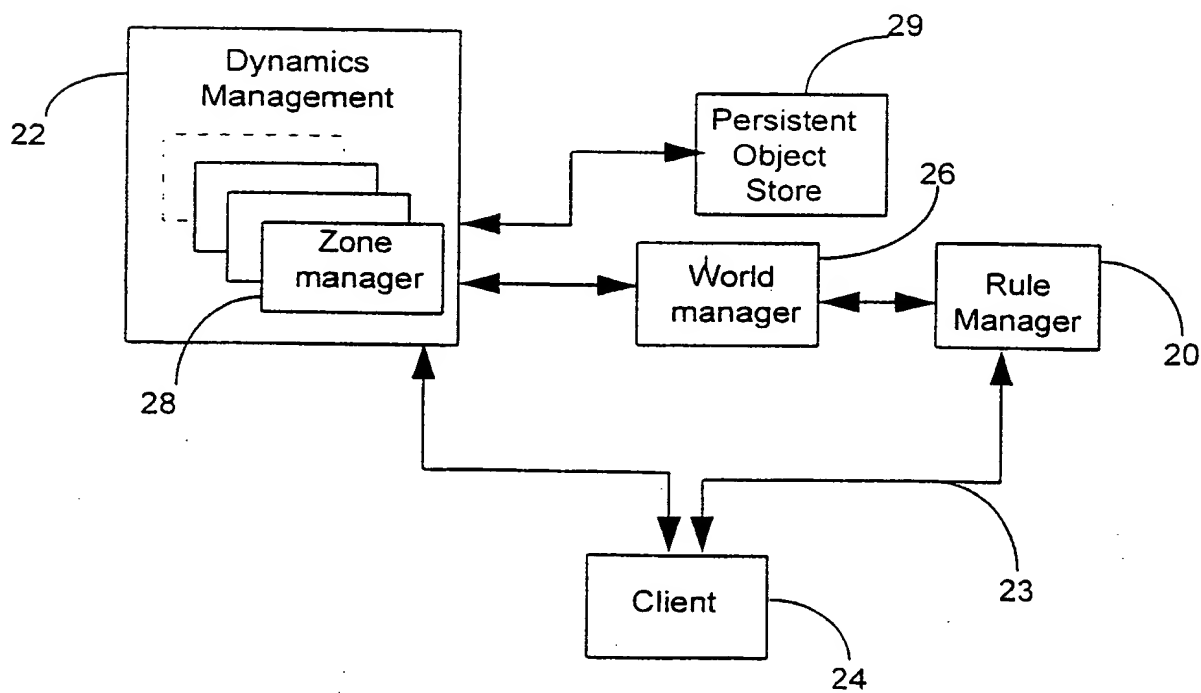 29
Dynamics
Management
22
Persistent
Object
Store
26
Zone
manager
World
manager
Rule
Manager
20
28
Client
23
24